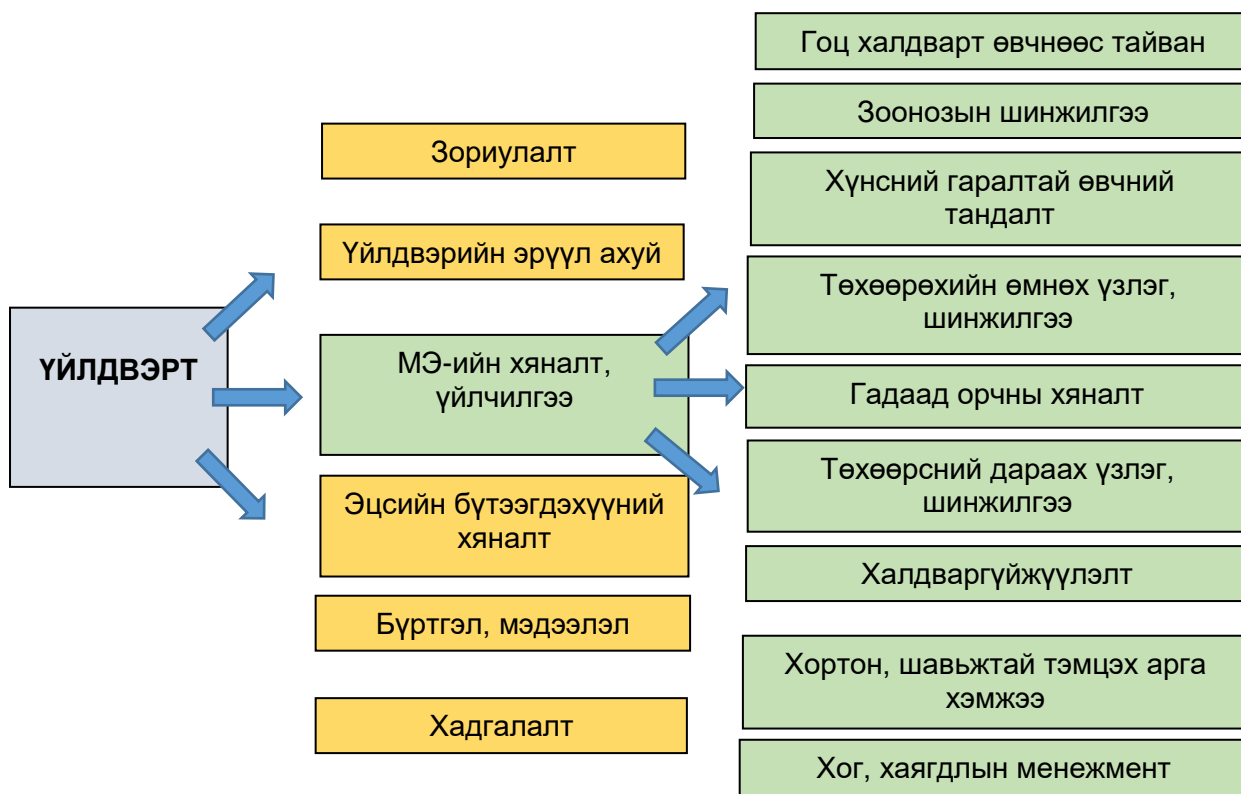 ҮЙЛДВЭРТ
Зориулалт
Үйлдвэрийн эрүүл ахуй
МЭ-ийн хяналт,
үйлчилгээ
Эцсийн бүтээгдэхүүний
хяналт
Бүртгэл, мэдээлэл
Хадгалалт
Гоц халдварт өвчнөөс тайван
Зоонозын шинжилгээ
Хүнсний гаралтай өвчний
тандалт
Төхөөрөхийн өмнөх үзлэг,
шинжилгээ
Гадаад орчны хяналт
Төхөөрсний дараах үзлэг,
шинжилгээ
Халдваргүйжүүлэлт
Хортон, шавьжтай тэмцэх арга
хэмжээ
Хог, хаягдлын менежмент